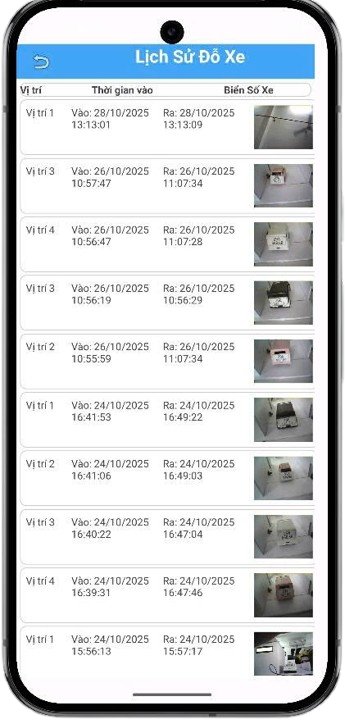 Lịch Sử Đỗ Xe
Vị trí Thời gian vào Biển Số Xe
Vị trí 1 Vào: 28/10/2025 Ra: 28/10/2025
13:13:01 13:13:09
Vị trí 3 Vào: 26/10/2025 Ra: 26/10/2025
10:57:47 11:07:34
Vị trí 4 Vào: 26/10/2025 Ra: 26/10/2025
10:56:47 11:07:28
Vị trí 3 Vào: 26/10/2025 Ra: 26/10/2025
10:56:19 10:56:29
Vị trí 2 Vào: 26/10/2025 Ra: 26/10/2025
10:55:59 11:07:34
Vị trí 1 Vào: 24/10/2025 Ra: 24/10/2025
16:41:53 16:49:22
Vị trí 2 Vào: 24/10/2025 Ra: 24/10/2025
16:41:06 16:49:03
Vị trí 3 Vào: 24/10/2025 Ra: 24/10/2025
16:40:22 16:47:04
Vị trí 4 Vào: 24/10/2025 Ra: 24/10/2025
16:39:31 16:47:46
Vị trí 1 Vào: 24/10/2025 Ra: 24/10/2025
15:56:13 15:57:17